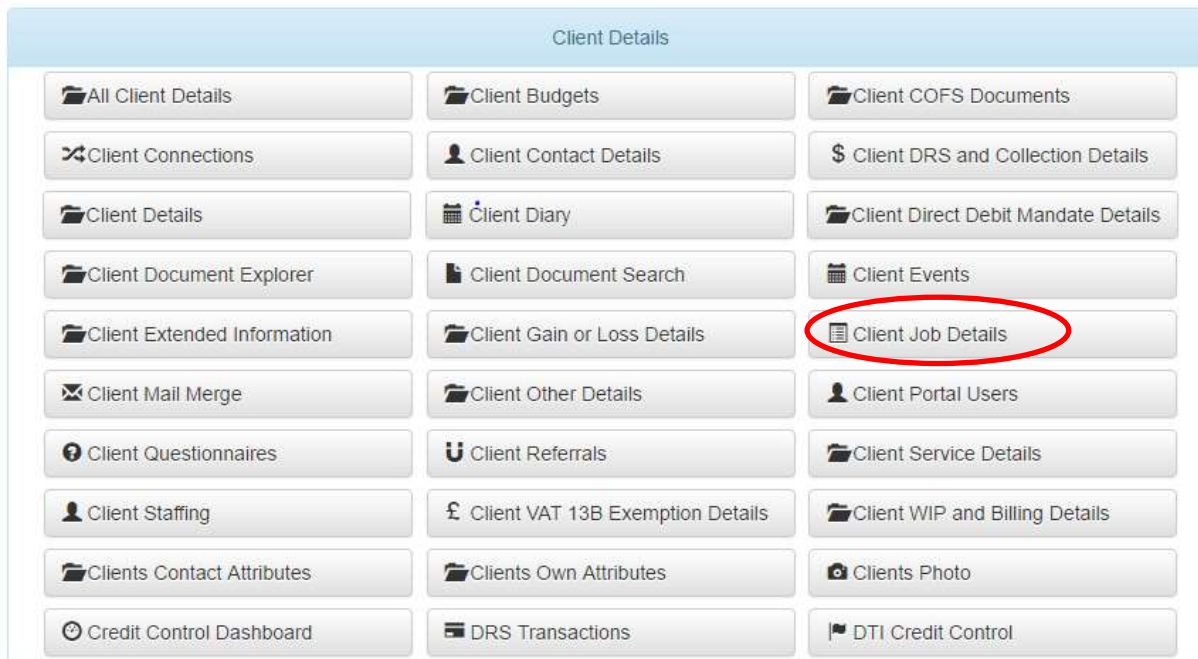 Client Details
All Client Details
Client Budgets
Client COFS Documents
Client Connections
Client Contact Details
$ Client DRS and Collection Details
Client Details
Client Diary
Client Direct Debit Mandate Details
Client Document Explorer
Client Document Search
Client Events
Client Extended Information
Client Gain or Loss Details
Client Job Details
Client Mail Merge
Client Other Details
Client Portal Users
Client Questionnaires
Client Referrals
Client Service Details
Client Staffing
£ Client VAT 13B Exemption Details
Client WIP and Billing Details
Clients Contact Attributes
Clients Own Attributes
Clients Photo
Credit Control Dashboard
DRS Transactions
DTI Credit Control